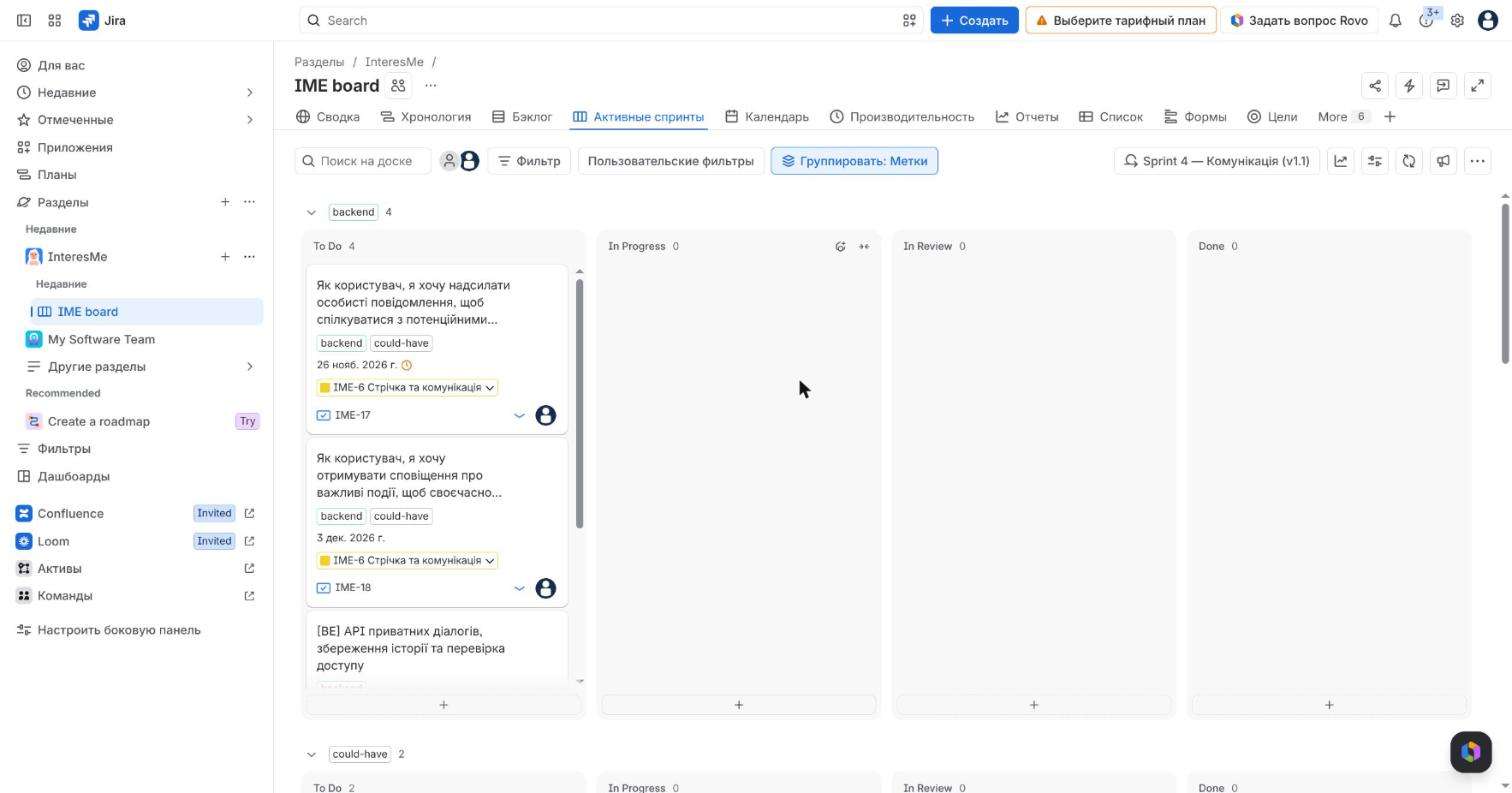 Jira
Search
Создать
Выберите тарифный план
Задать вопрос Rovo
3+
Для вас
Недавние
Отмеченные
Приложения
Планы
Разделы
Недавние
InteresMe
Недавние
IME board
My Software Team
Другие разделы
Recommended
Create a roadmap
Try
Фильтры
Дашбоарды
Confluence
Invited
Loom
Invited
Активы
Команды
Настроить боковую панель
Разделы / InteresMe /
IME board
Сводка
Хронология
Бэклог
Активные спринты
Календарь
Производительность
Отчеты
Список
Формы
Цели
More 6
Поиск на доске
Фильтр
Пользовательские фильтры
Группировать: Метки
Sprint 4 — Комунікація (v1.1)
backend 4
To Do 4
In Progress 0
In Review 0
Done 0
Як користувач, я хочу надсилати
особисті повідомлення, щоб
спілкуватися з потенційними...
backend could-have
26 нояб. 2026 г.
IME-6 Стрічка та комунікація
IME-17
Як користувач, я хочу
отримувати сповіщення про
важливі події, щоб своєчасно...
backend could-have
3 дек. 2026 г.
IME-6 Стрічка та комунікація
IME-18
[BE] API приватних діалогів,
збереження історії та перевірка
доступу
backend
could-have 2
To Do 2
In Progress 0
In Review 0
Done 0